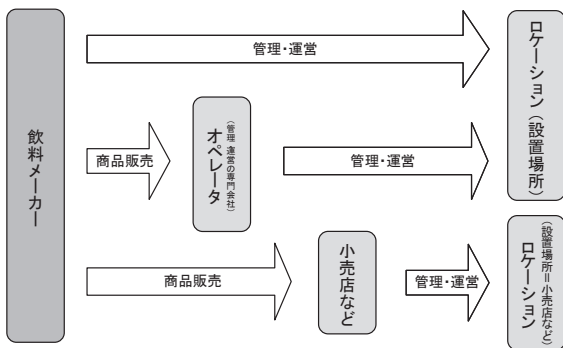 飲料メーカー
管理・運営
ロケーション（設置場所）
商品販売
オペレータ
（管理・運営の専門会社）
管理・運営
商品販売
小売店など
管理・運営
ロケーション
（設置場所＝小売店など）